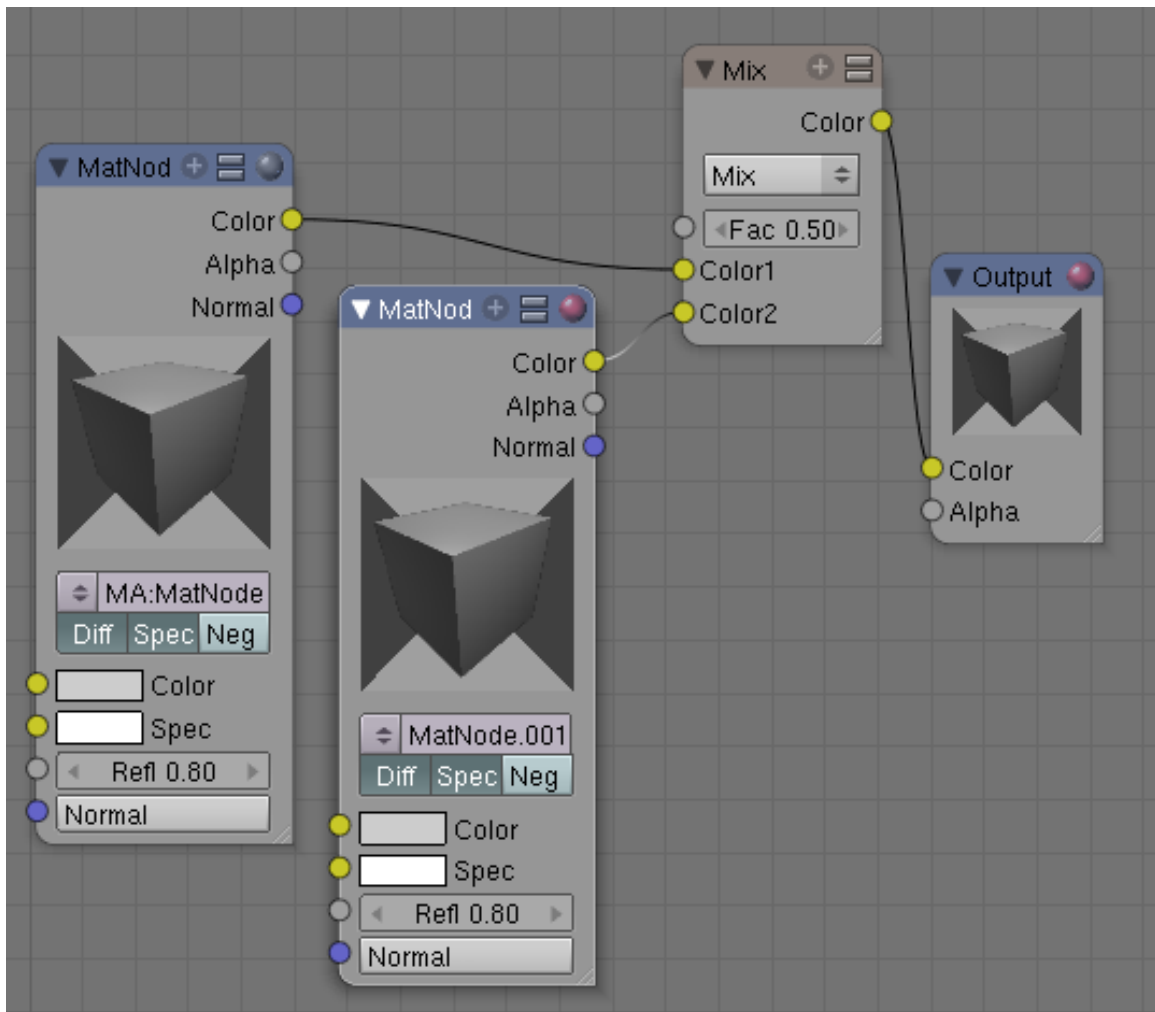 MatNod
Color
Alpha
Normal
MA:MatNode
Diff Spec Neg
Color
Spec
Refl 0.80
Normal
MatNod
Color
Alpha
Normal
MatNode.001
Diff Spec Neg
Color
Spec
Refl 0.80
Normal
Mix
Color
Mix
Fac 0.50
Color1
Color2
Output
Color
Alpha